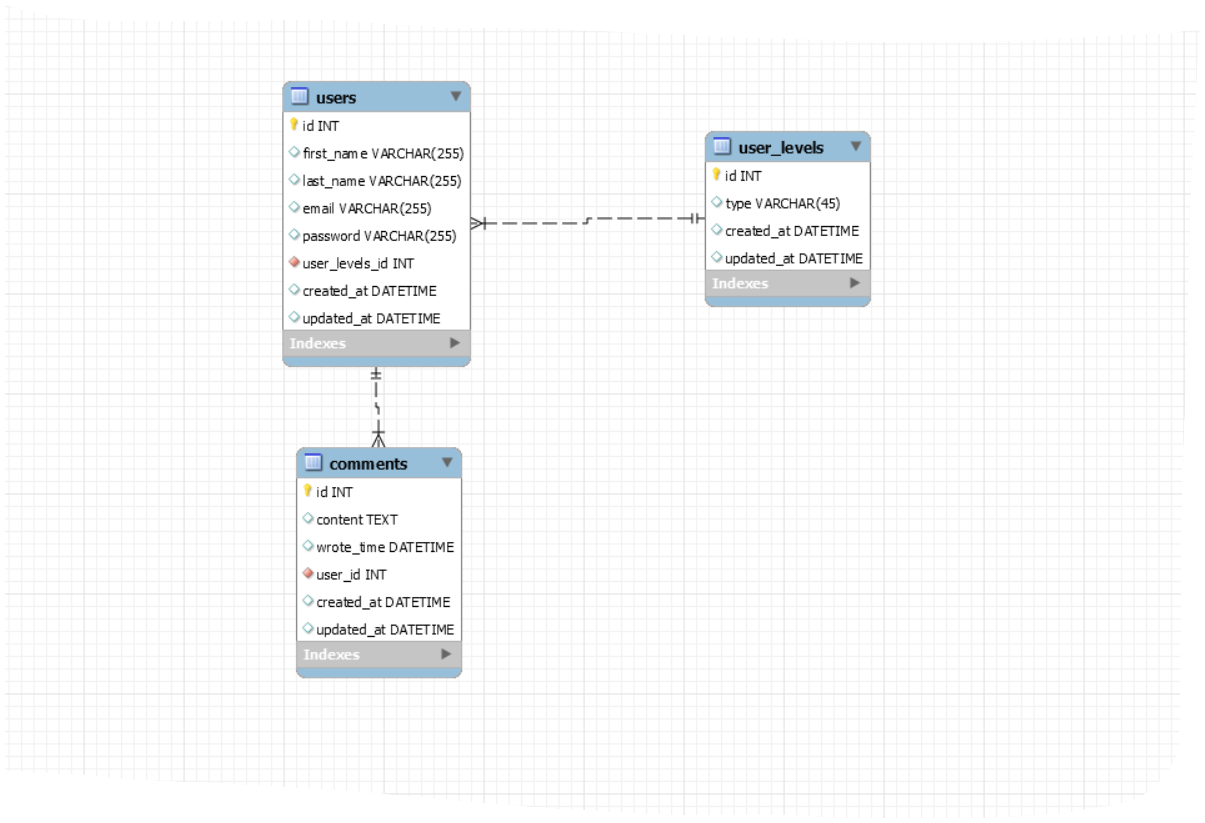 users
id INT
first_name VARCHAR(255)
last_name VARCHAR(255)
email VARCHAR(255)
password VARCHAR(255)
user_levels_id INT
created_at DATETIME
updated_at DATETIME
Indexes
user_levels
id INT
type VARCHAR(45)
created_at DATETIME
updated_at DATETIME
Indexes
comments
id INT
content TEXT
wrote_time DATETIME
user_id INT
created_at DATETIME
updated_at DATETIME
Indexes